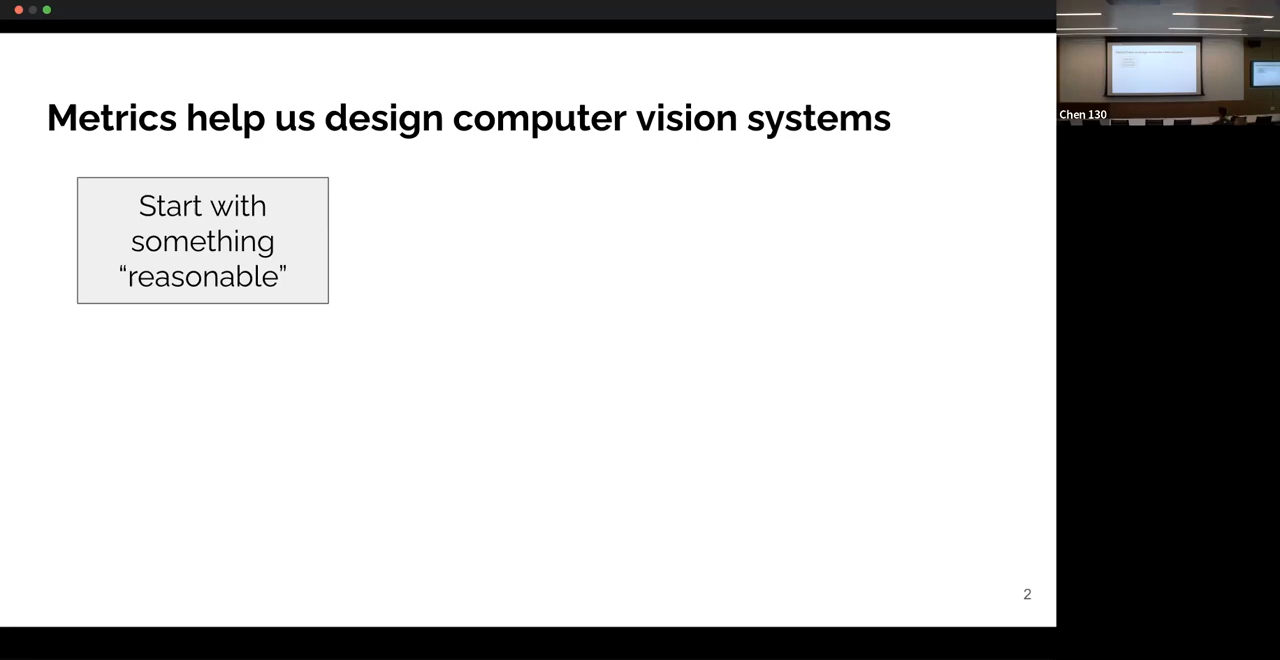 Metrics help us design computer vision systems
Start with
something
“reasonable”
2
Chen 130